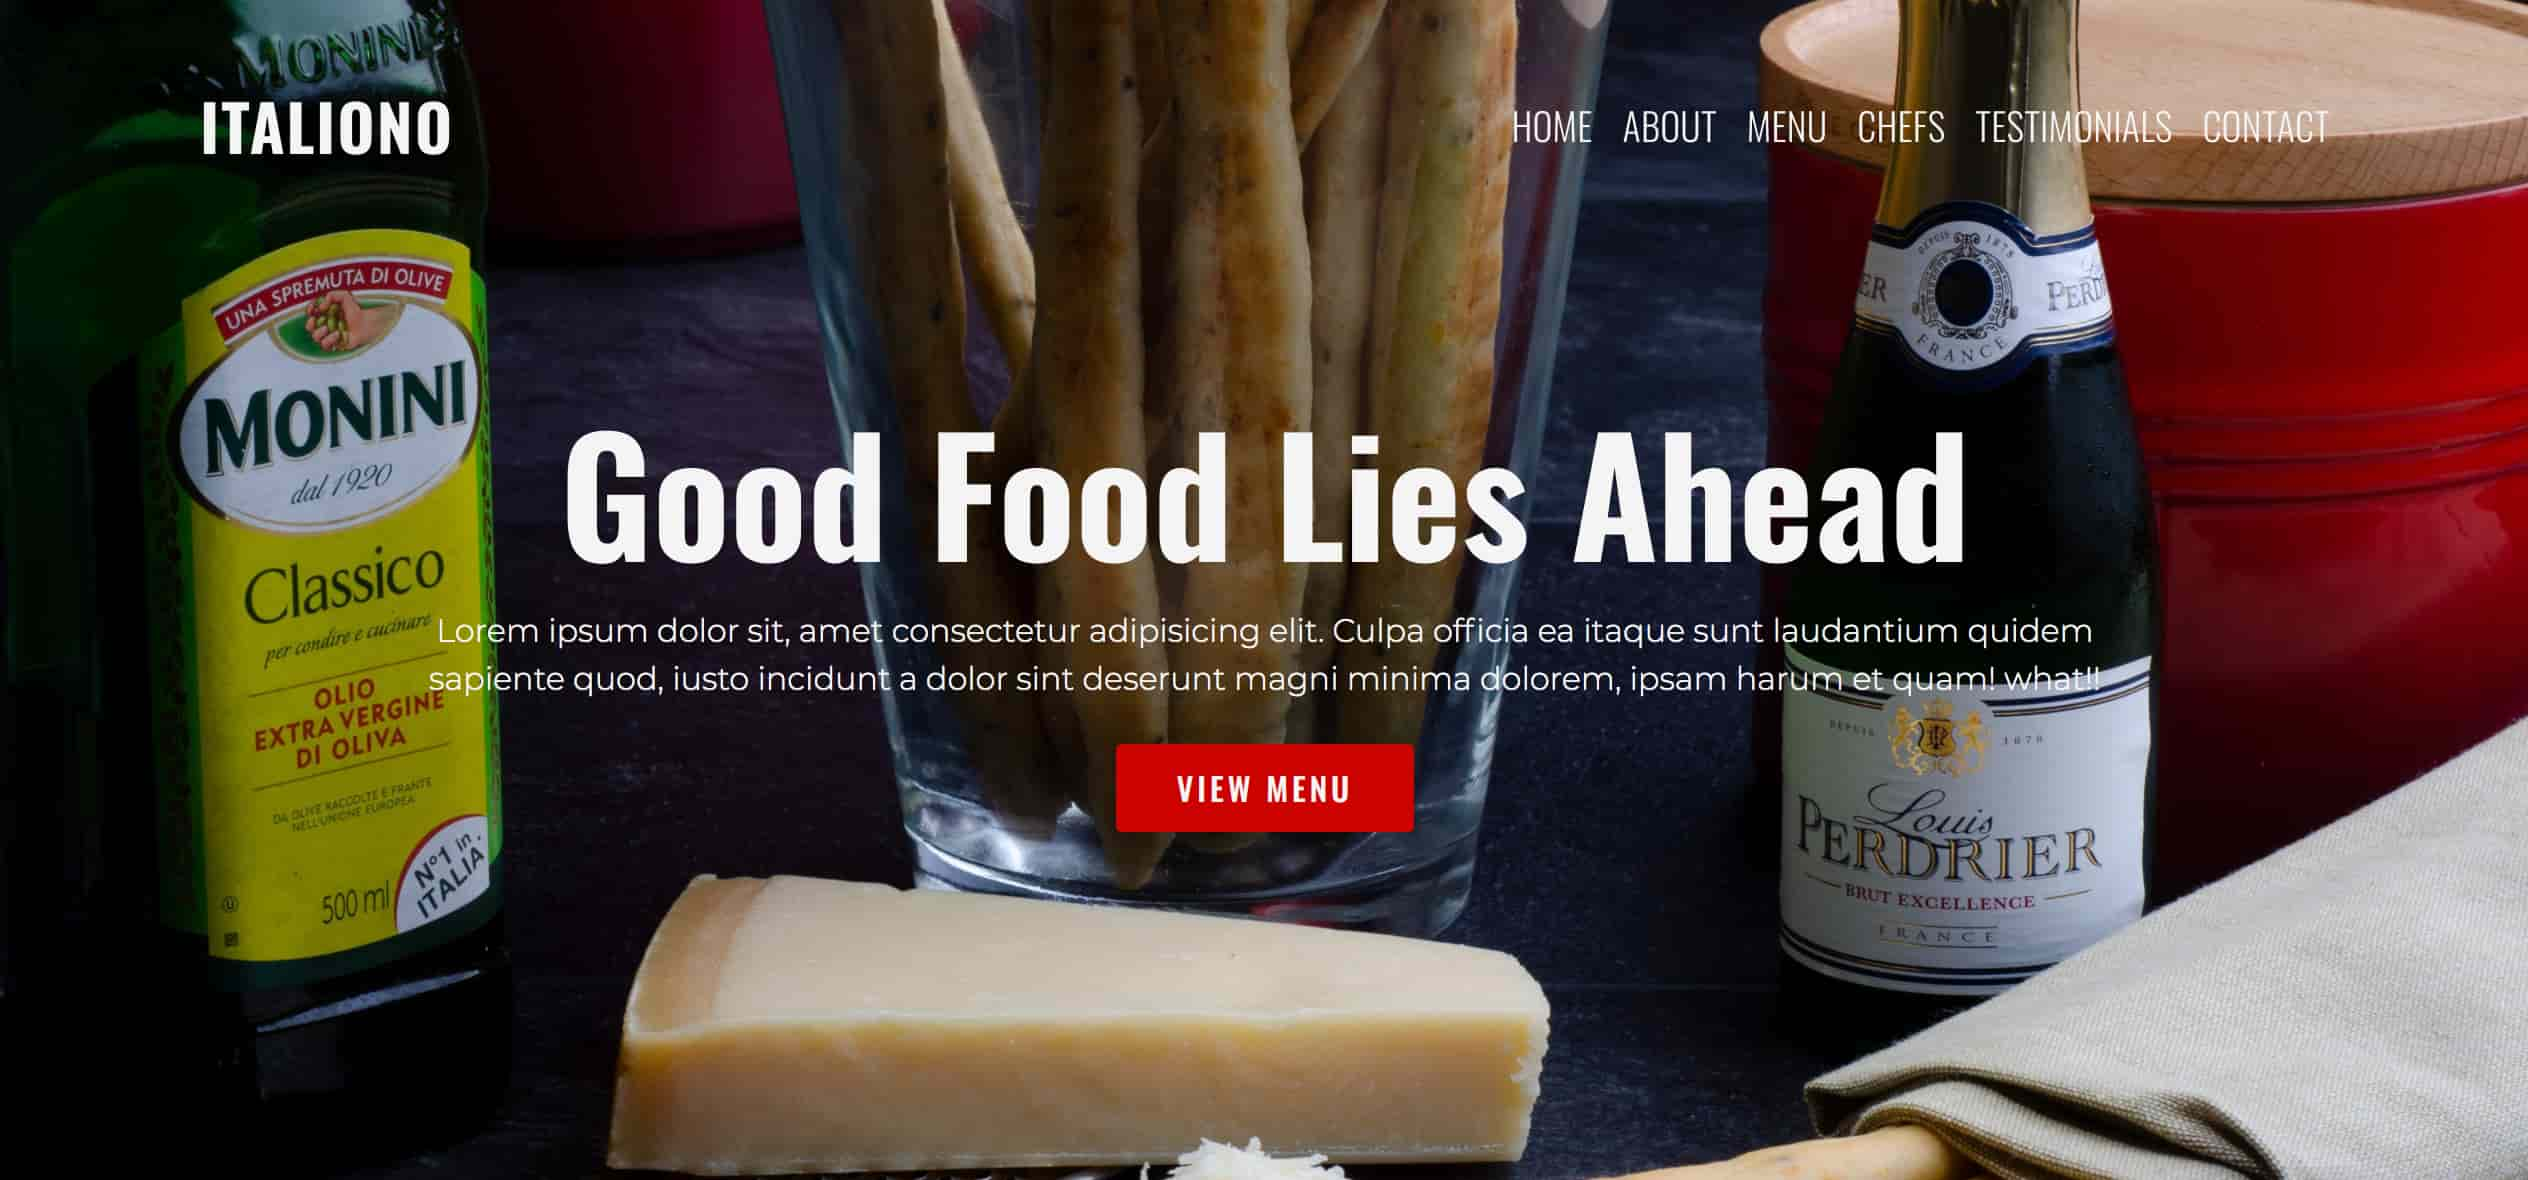 MONINI
ITALIONO
HOME ABOUT MENU CHEFS TESTIMONIALS CONTACT
UNA SPREMUTA DI OLIVE
MONINI
dal 1920
Classico
per condire e cucinare
OLIO
EXTRA VERGINE
DI OLIVA
DA OLIVE RACCOLTE E FRANTE
NELL'UNIONE EUROPEA
500 ml
N°1 in
ITALIA
DEPUIS 1878
ER
PERD
FRANCE
Good Food Lies Ahead
Lorem ipsum dolor sit, amet consectetur adipisicing elit. Culpa officia ea itaque sunt laudantium quidem
sapiente quod, iusto incidunt a dolor sint deserunt magni minima dolorem, ipsam harum et quam! what!!
VIEW MENU
DEPUIS 1878
Louis
PERDRIER
BRUT EXCELLENCE
FRANCE